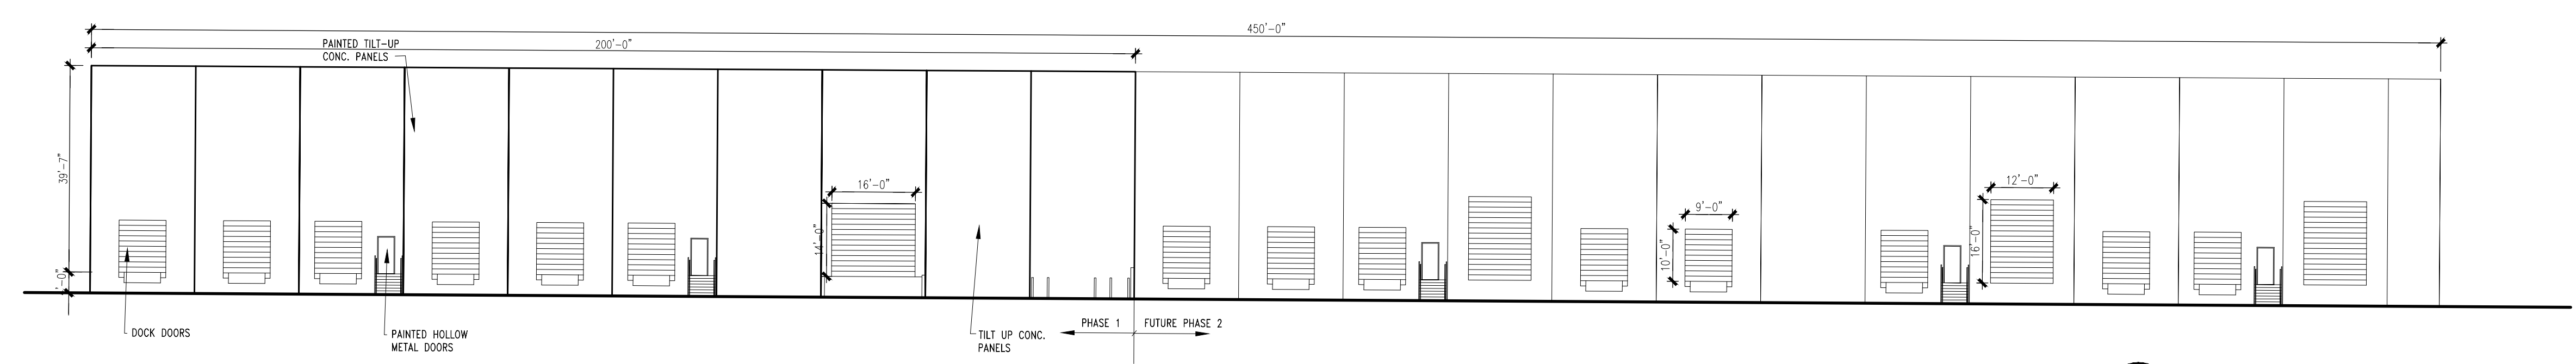 450'-0"
PAINTED TILT-UP
CONC. PANELS
200'-0"
39'-7"
16'-0"
14'-0"
9'-0"
10'-0"
12'-0"
16'-0"
'-0"
DOCK DOORS
PAINTED HOLLOW
METAL DOORS
TILT UP CONC.
PANELS
PHASE 1
FUTURE PHASE 2